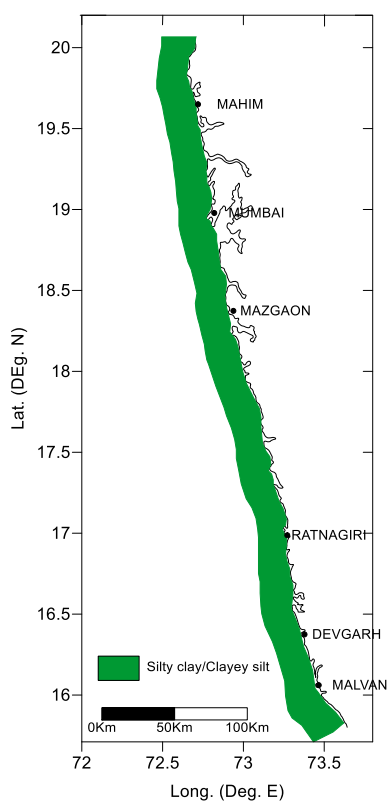 20
MAHIM
19.5
19
MUMBAI
18.5
MAZGAON
18
Lat. (DEg. N)
17.5
17
RATNAGIRI
16.5
DEVGARH
Silty clay/Clayey silt
16
MALVAN
0Km 50Km 100Km
72 72.5 73 73.5
Long. (Deg. E)